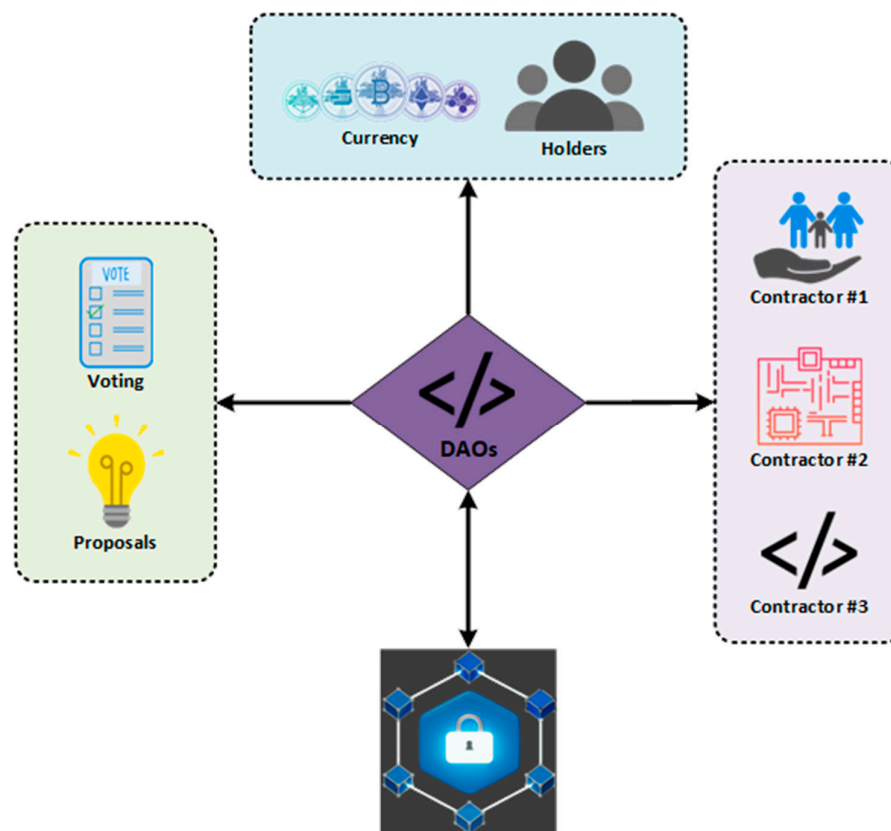 Currency
Holders
VOTE
Voting
Proposals
</>
DAOs
Contractor #1
Contractor #2
</>
Contractor #3